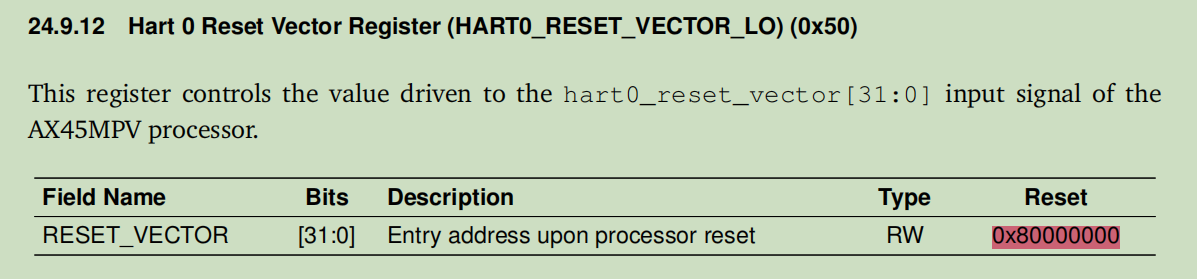 24.9.12 Hart 0 Reset Vector Register (HART0_RESET_VECTOR_LO) (0x50)
This register controls the value driven to the hart0_reset_vector[31:0] input signal of the
AX45MPV processor.
Field Name Bits Description Type Reset
RESET_VECTOR [31:0] Entry address upon processor reset RW 0x80000000